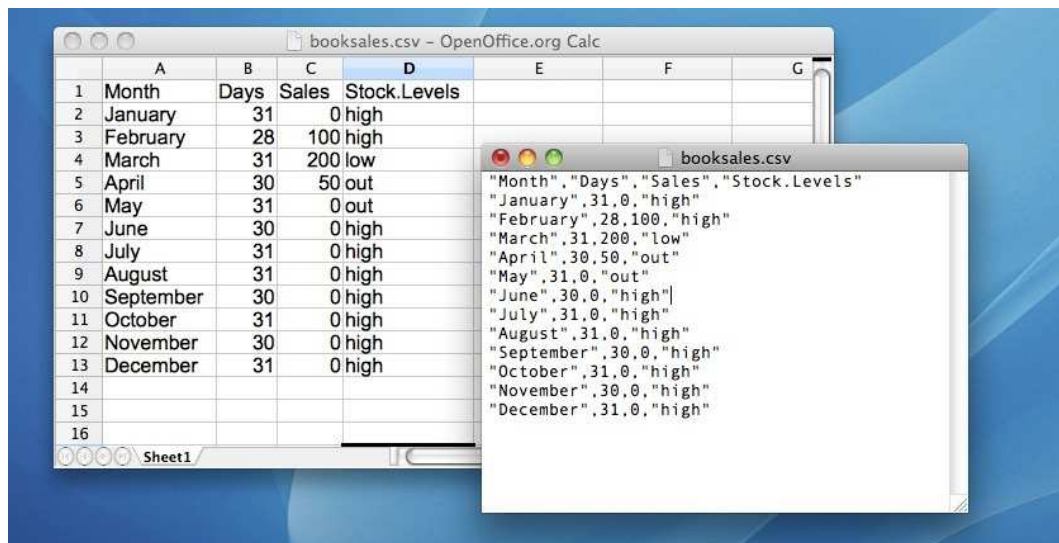 booksales.csv – OpenOffice.org Calc
A B C D E F G
1 Month Days Sales Stock.Levels
2 January 31 0 high
3 February 28 100 high
4 March 31 200 low
5 April 30 50 out
6 May 31 0 out
7 June 30 0 high
8 July 31 0 high
9 August 31 0 high
10 September 30 0 high
11 October 31 0 high
12 November 30 0 high
13 December 31 0 high
14
15
16
Sheet1
booksales.csv
"Month","Days","Sales","Stock.Levels"
"January",31,0,"high"
"February",28,100,"high"
"March",31,200,"low"
"April",30,50,"out"
"May",31,0,"out"
"June",30,0,"high"
"July",31,0,"high"
"August",31,0,"high"
"September",30,0,"high"
"October",31,0,"high"
"November",30,0,"high"
"December",31,0,"high"